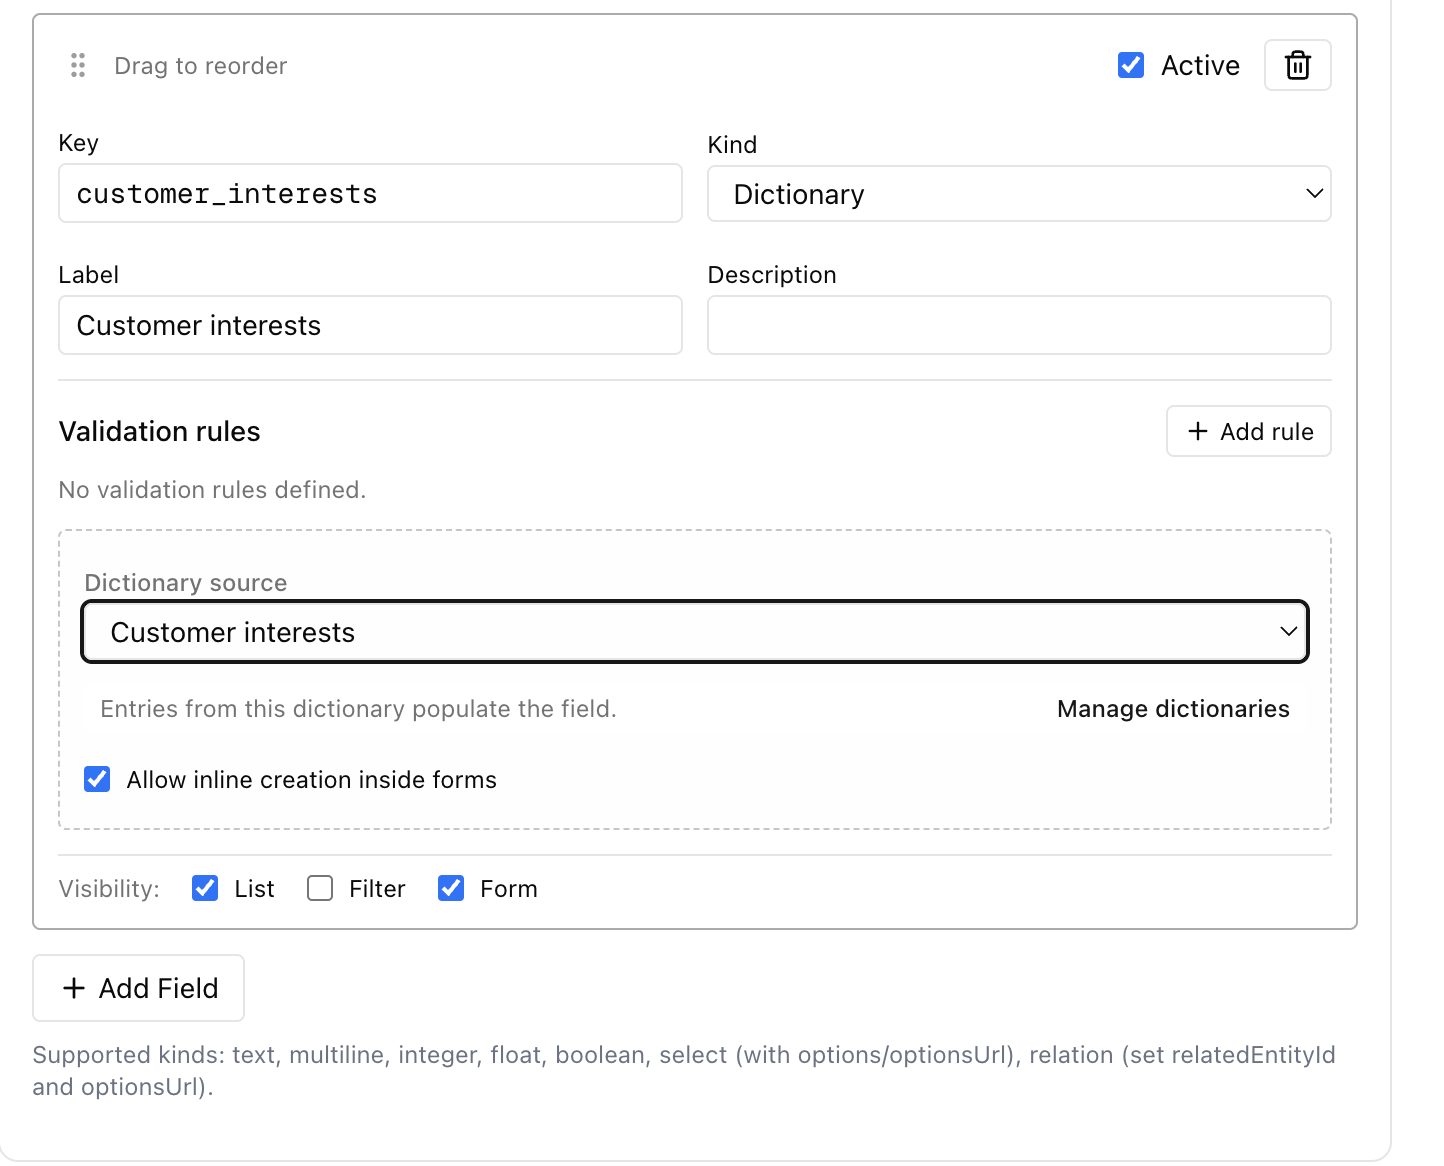 Drag to reorder
Active
Key
Kind
customer_interests
Dictionary
Label
Description
Customer interests
Validation rules
+ Add rule
No validation rules defined.
Dictionary source
Customer interests
Entries from this dictionary populate the field.
Manage dictionaries
Allow inline creation inside forms
Visibility:
List
Filter
Form
+ Add Field
Supported kinds: text, multiline, integer, float, boolean, select (with options/optionsUrl), relation (set relatedEntityId
and optionsUrl).